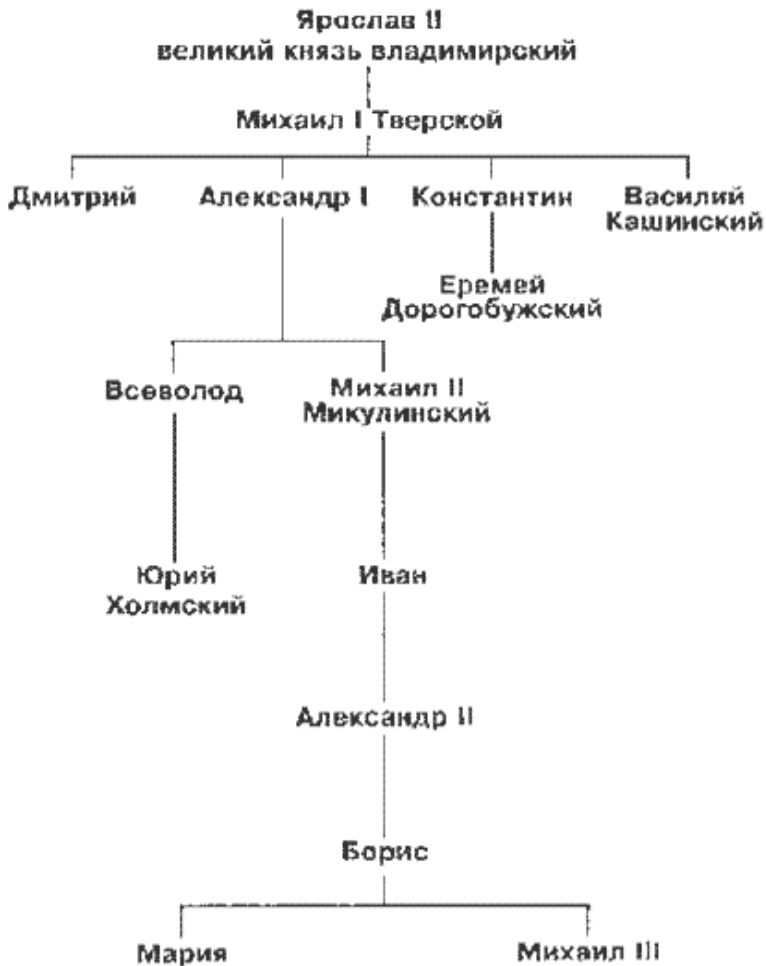 Ярослав II
великий князь владимирский
Михаил I Тверской
Дмитрий
Александр I
Константин
Василий
Кашинский
Еремей
Дорогобужский
Всеволод
Михаил II
Микулинский
Юрий
Холмский
Иван
Александр II
Борис
Мария
Михаил III